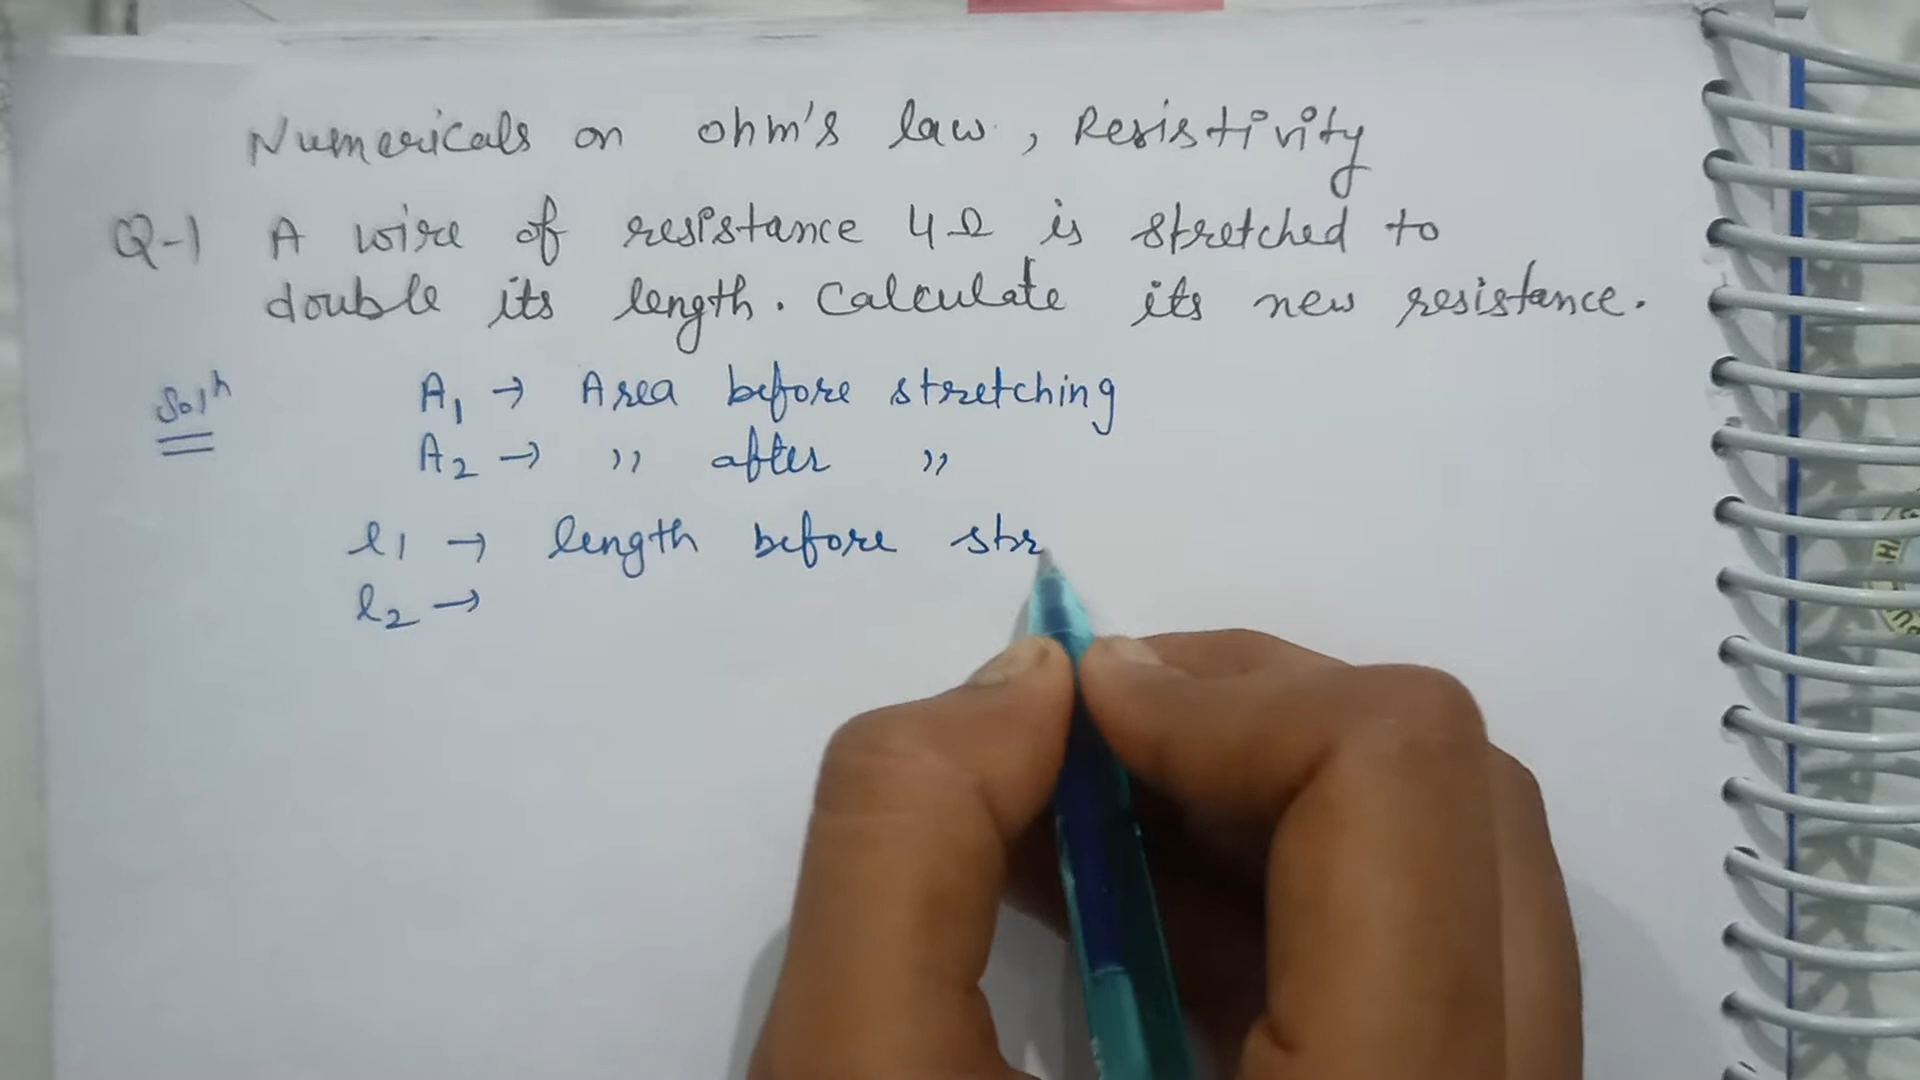 Numericals on ohm's law, Resistivity
Q-1 A wire of resistance 4Ω is stretched to
double its length. Calculate its new resistance.
Solⁿ A₁ → Area before stretching
A₂ → ,, after ,,
l₁ → length before str
l₂ →